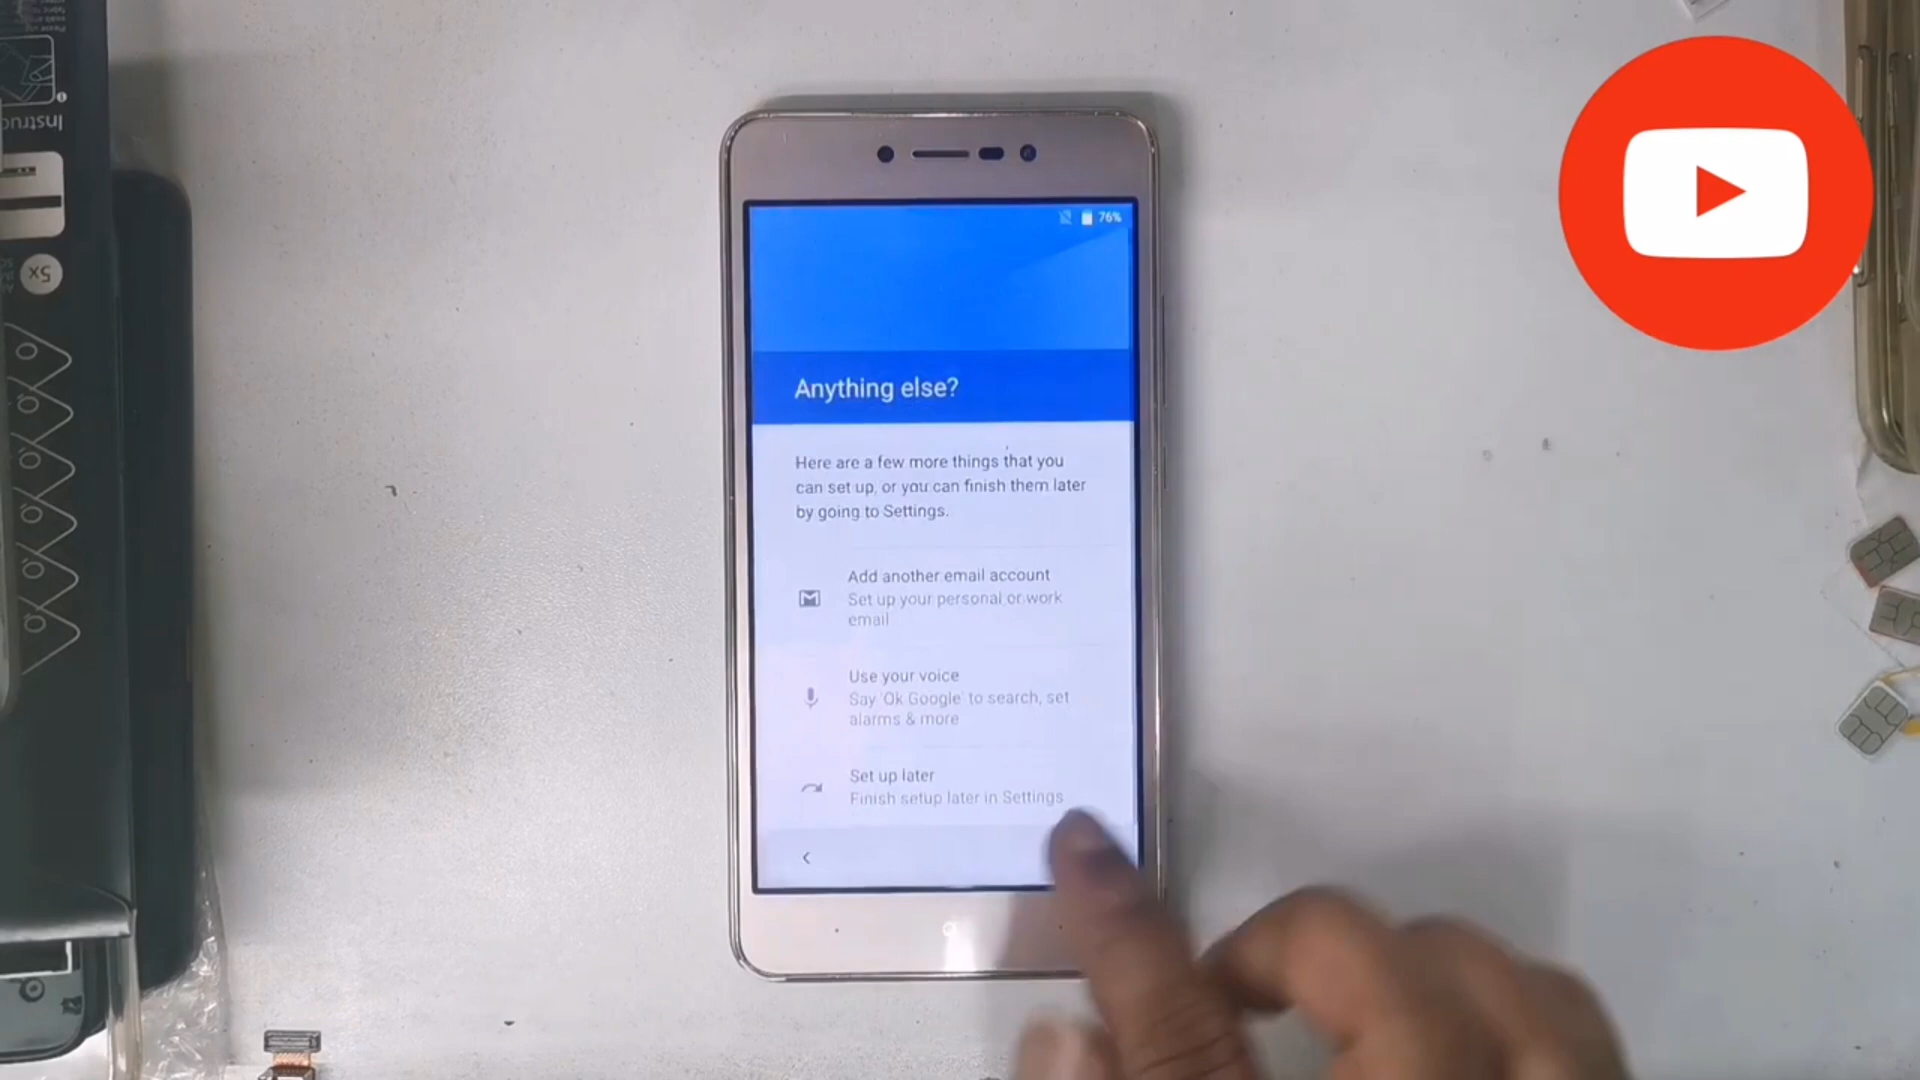 Instruct
5x
76%
Anything else?
Here are a few more things that you
can set up, or you can finish them later
by going to Settings.
Add another email account
Set up your personal or work
email
Use your voice
Say 'Ok Google' to search, set
alarms & more
Set up later
Finish setup later in Settings